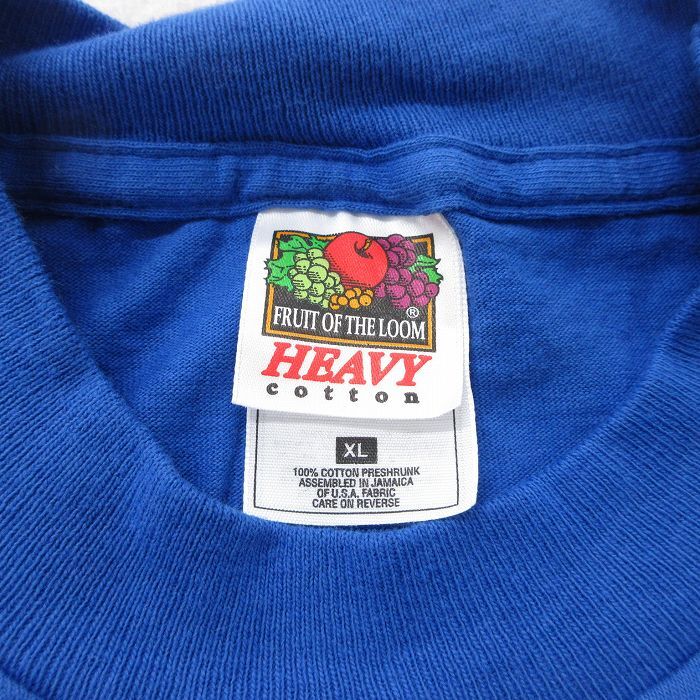 FRUIT OF THE LOOM ®
HEAVY
cotton
XL
100% COTTON PRESHRUNK
ASSEMBLED IN JAMAICA
OF U.S.A. FABRIC
CARE ON REVERSE